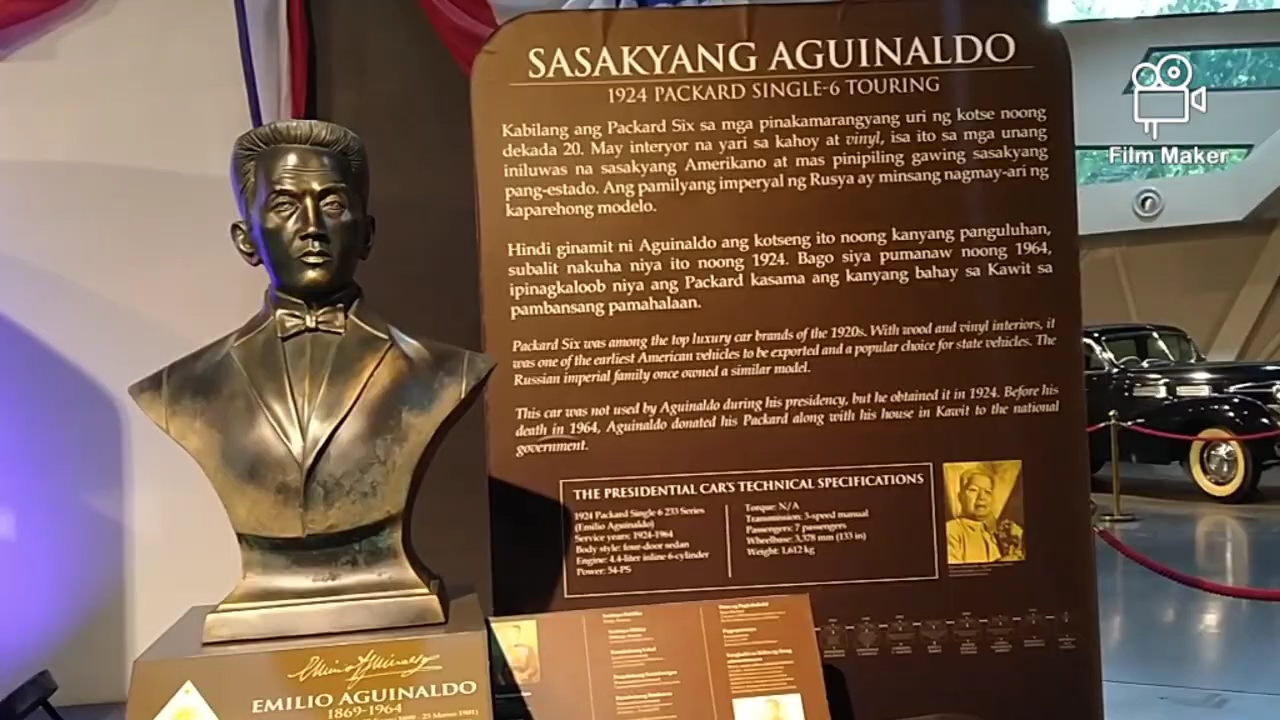 SASAKYANG AGUINALDO
1924 PACKARD SINGLE-6 TOURING
Kabilang ang Packard Six sa mga pinakamarangyang uri ng kotse noong
dekada 20. May interyor na yari sa kahoy at vinyl, isa ito sa mga unang
iniluwas na sasakyang Amerikano at mas pinipiling gawing sasakyang
pang-estado. Ang pamilyang imperyal ng Rusya ay minsang nagmay-ari ng
kaparehong modelo.
Hindi ginamit ni Aguinaldo ang kotseng ito noong kanyang panguluhan,
subalit nakuha niya ito noong 1924. Bago siya pumanaw noong 1964,
ipinagkaloob niya ang Packard kasama ang kanyang bahay sa Kawit sa
pambansang pamahalaan.
Packard Six was among the top luxury car brands of the 1920s. With wood and vinyl interiors, it
was one of the earliest American vehicles to be exported and a popular choice for state vehicles. The
Russian imperial family once owned a similar model.
This car was not used by Aguinaldo during his presidency, but he obtained it in 1924. Before his
death in 1964, Aguinaldo donated his Packard along with his house in Kawit to the national
government.
THE PRESIDENTIAL CAR'S TECHNICAL SPECIFICATIONS
1924 Packard Single 6 233 Series
(Emilio Aguinaldo)
Service years: 1924-1964
Body style: four-door sedan
Engine: 4.4-liter inline 6-cylinder
Power: 54-PS
Torque: N/A
Transmission: 3-speed manual
Passengers: 7 passengers
Wheelbase: 3,378 mm (133 in)
Weight: 1,612 kg
Emilio Aguinaldo
EMILIO AGUINALDO
1869-1964
Film Maker